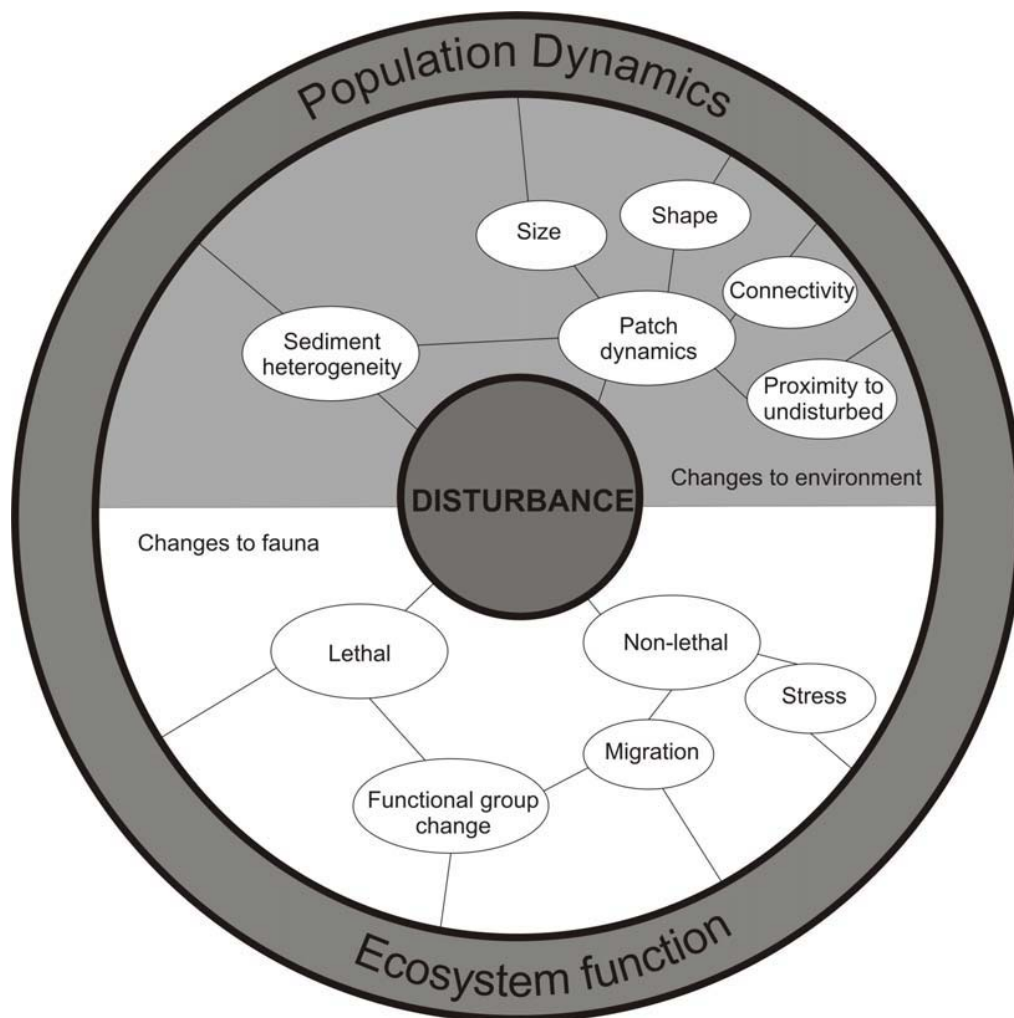 Population Dynamics
Size
Shape
Connectivity
Sediment
heterogeneity
Patch
dynamics
Proximity to
undisturbed
Changes to environment
DISTURBANCE
Changes to fauna
Lethal
Non-lethal
Stress
Migration
Functional group
change
Ecosystem function